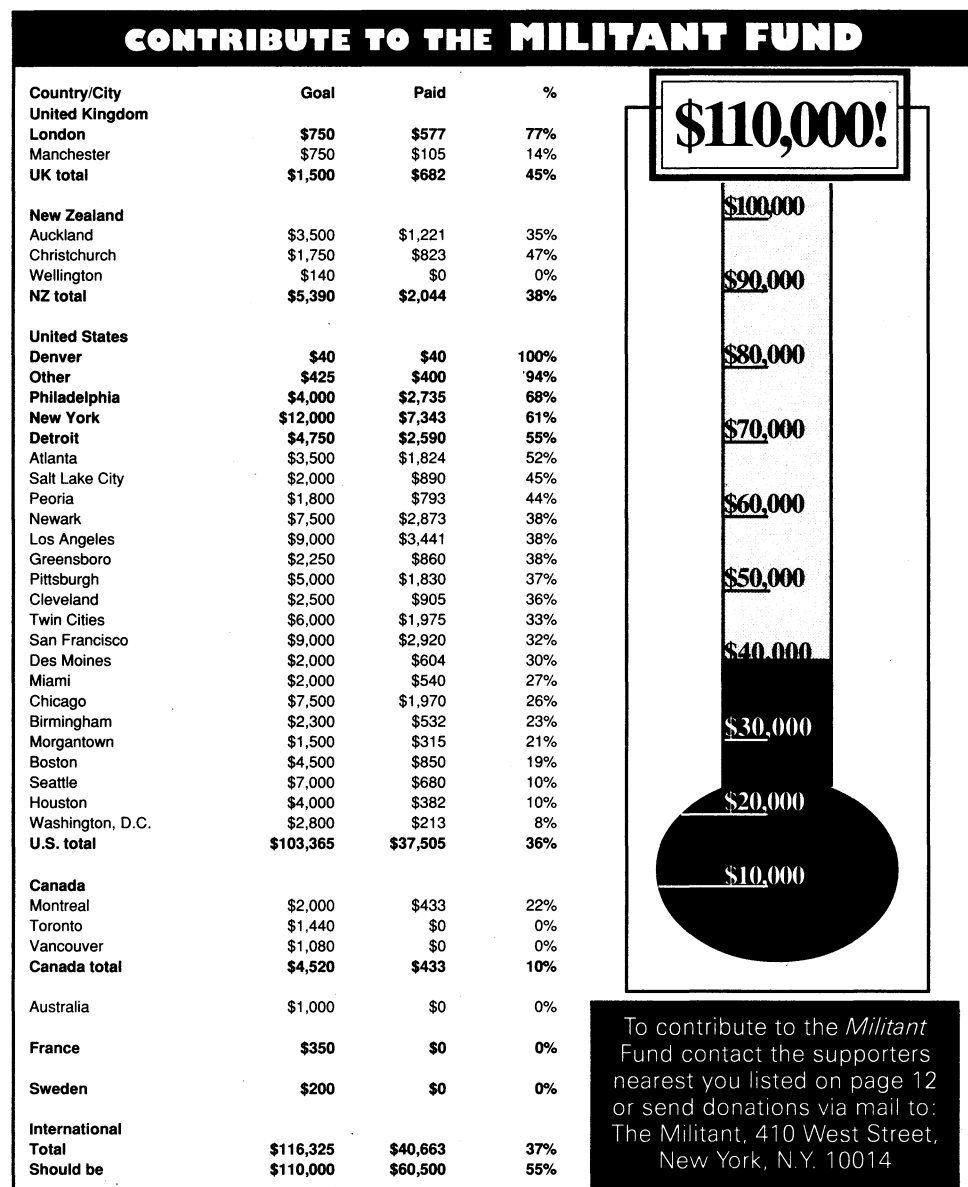 CONTRIBUTE TO THE MILITANT FUND
Country/City Goal Paid %
United Kingdom
London $750 $577 77%
Manchester $750 $105 14%
UK total $1,500 $682 45%
New Zealand
Auckland $3,500 $1,221 35%
Christchurch $1,750 $823 47%
Wellington $140 $0 0%
NZ total $5,390 $2,044 38%
United States
Denver $40 $40 100%
Other $425 $400 94%
Philadelphia $4,000 $2,735 68%
New York $12,000 $7,343 61%
Detroit $4,750 $2,590 55%
Atlanta $3,500 $1,824 52%
Salt Lake City $2,000 $890 45%
Peoria $1,800 $793 44%
Newark $7,500 $2,873 38%
Los Angeles $9,000 $3,441 38%
Greensboro $2,250 $860 38%
Pittsburgh $5,000 $1,830 37%
Cleveland $2,500 $905 36%
Twin Cities $6,000 $1,975 33%
San Francisco $9,000 $2,920 32%
Des Moines $2,000 $604 30%
Miami $2,000 $540 27%
Chicago $7,500 $1,970 26%
Birmingham $2,300 $532 23%
Morgantown $1,500 $315 21%
Boston $4,500 $850 19%
Seattle $7,000 $680 10%
Houston $4,000 $382 10%
Washington, D.C. $2,800 $213 8%
U.S. total $103,365 $37,505 36%
Canada
Montreal $2,000 $433 22%
Toronto $1,440 $0 0%
Vancouver $1,080 $0 0%
Canada total $4,520 $433 10%
Australia $1,000 $0 0%
France $350 $0 0%
Sweden $200 $0 0%
International
Total $116,325 $40,663 37%
Should be $110,000 $60,500 55%
$110,000!
$100,000
$90,000
$80,000
$70,000
$60,000
$50,000
$40,000
$30,000
$20,000
$10,000
To contribute to the Militant
Fund contact the supporters
nearest you listed on page 12
or send donations via mail to:
The Militant, 410 West Street,
New York, N.Y. 10014